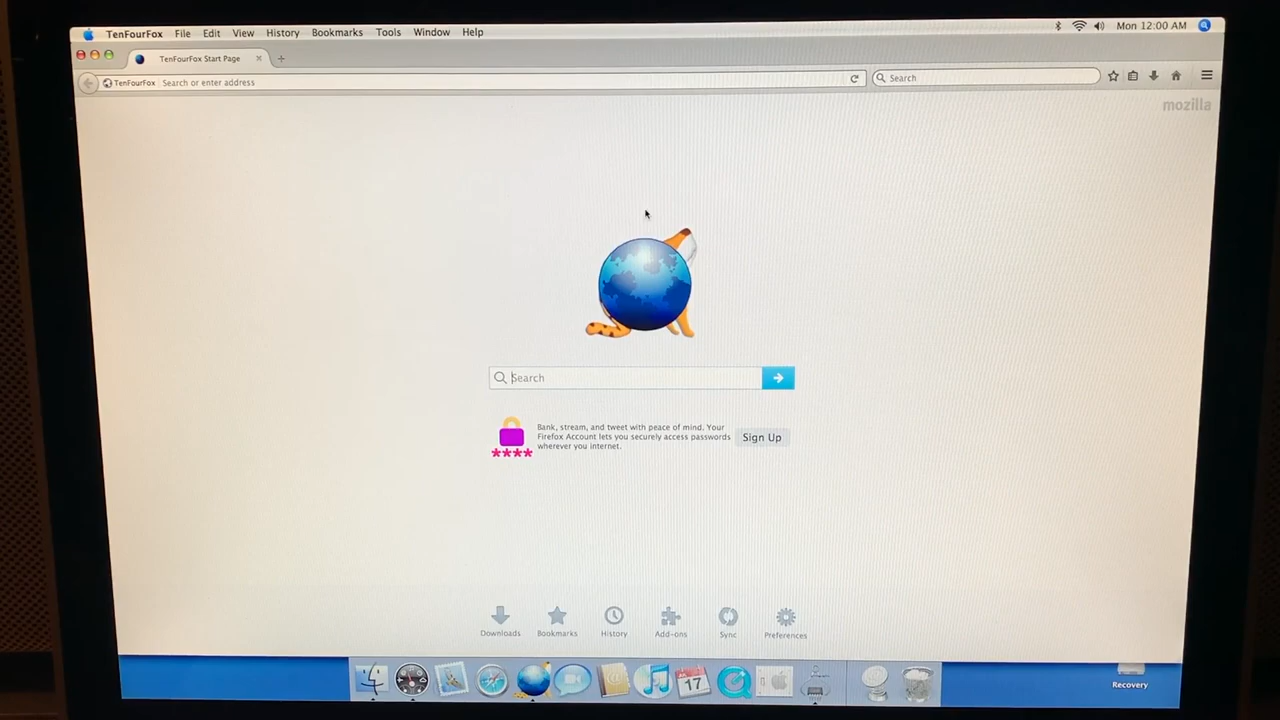 TenFourFox File Edit View History Bookmarks Tools Window Help Mon 12:00 AM
TenFourFox Start Page
TenFourFox Search or enter address Search
mozilla
Search
Bank, stream, and tweet with peace of mind. Your
Firefox Account lets you securely access passwords
wherever you internet.
****
Sign Up
Downloads Bookmarks History Add-ons Sync Preferences
17
Recovery